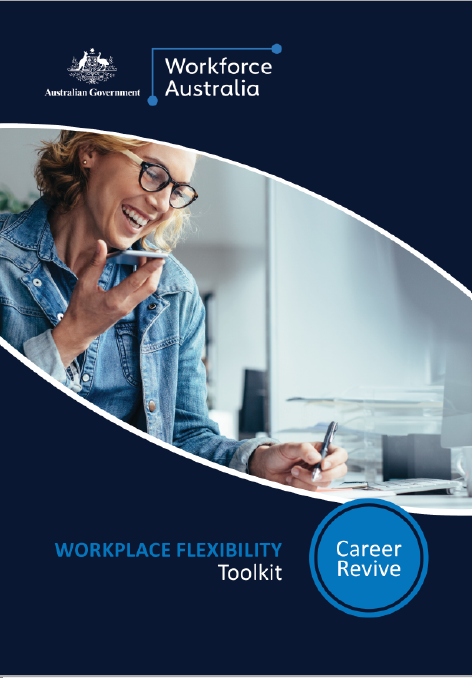 Australian Government
Workforce
Australia
WORKPLACE FLEXIBILITY
Toolkit
Career
Revive